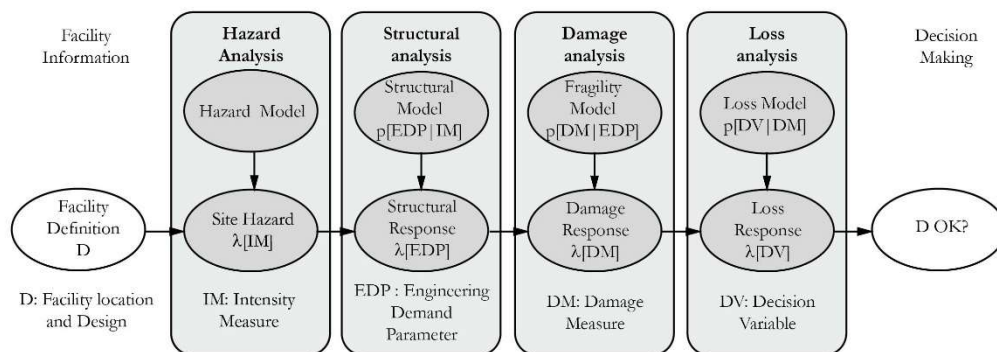 Facility
Information
Hazard
Analysis
Structural
analysis
Damage
analysis
Loss
analysis
Decision
Making
Hazard Model
Structural
Model
p[EDP|IM]
Fragility
Model
p[DM|EDP]
Loss Model
p[DV|DM]
Facility
Definition
D
Site Hazard
λ[IM]
Structural
Response
λ[EDP]
Damage
Response
λ[DM]
Loss
Response
λ[DV]
D OK?
D: Facility location
and Design
IM: Intensity
Measure
EDP : Engineering
Demand
Parameter
DM: Damage
Measure
DV: Decision
Variable